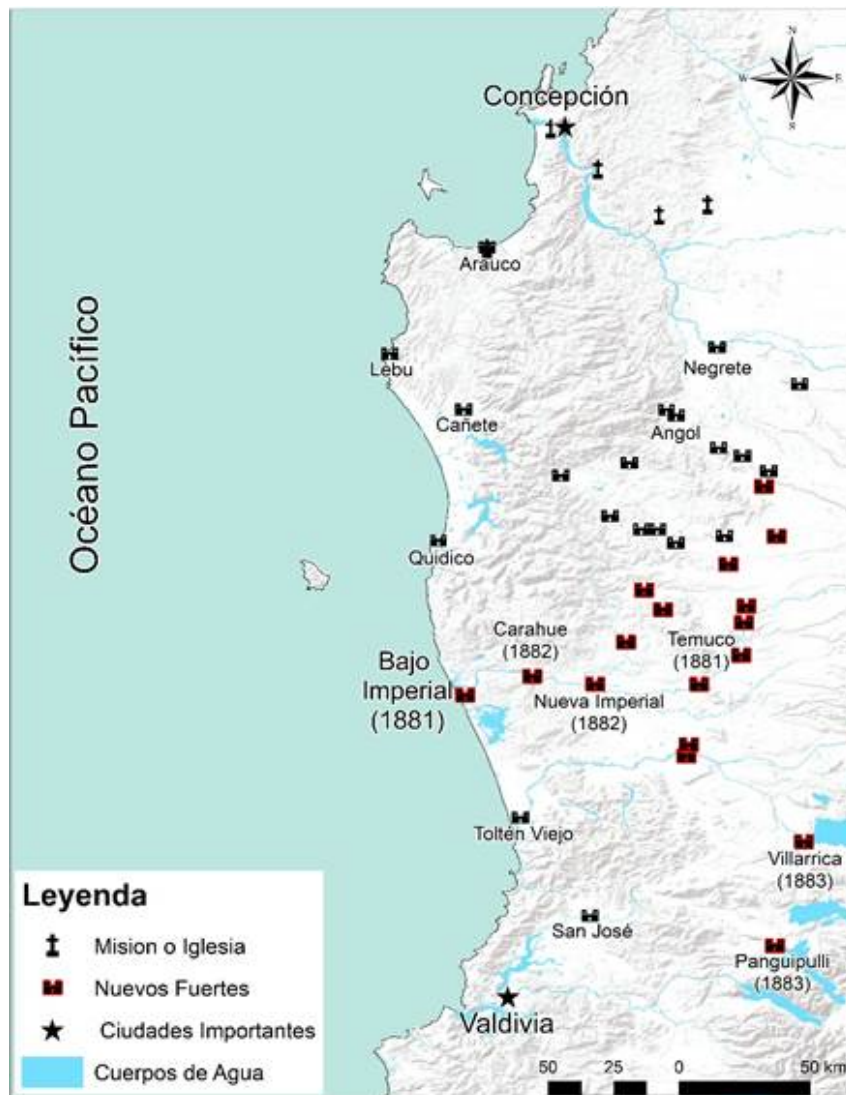 N
W
E
S
Concepción
Arauco
Océano Pacífico
Lebu
Negrete
Cañete
Angol
Quidico
Carahue
(1882)
Temuco
(1881)
Bajo
Imperial
(1881)
Nueva Imperial
(1882)
Toltén Viejo
Villarrica
(1883)
San José
Panguipulli
(1883)
Valdivia
Leyenda
Mision o Iglesia
Nuevos Fuertes
Ciudades Importantes
Cuerpos de Agua
50 25 0 50 km